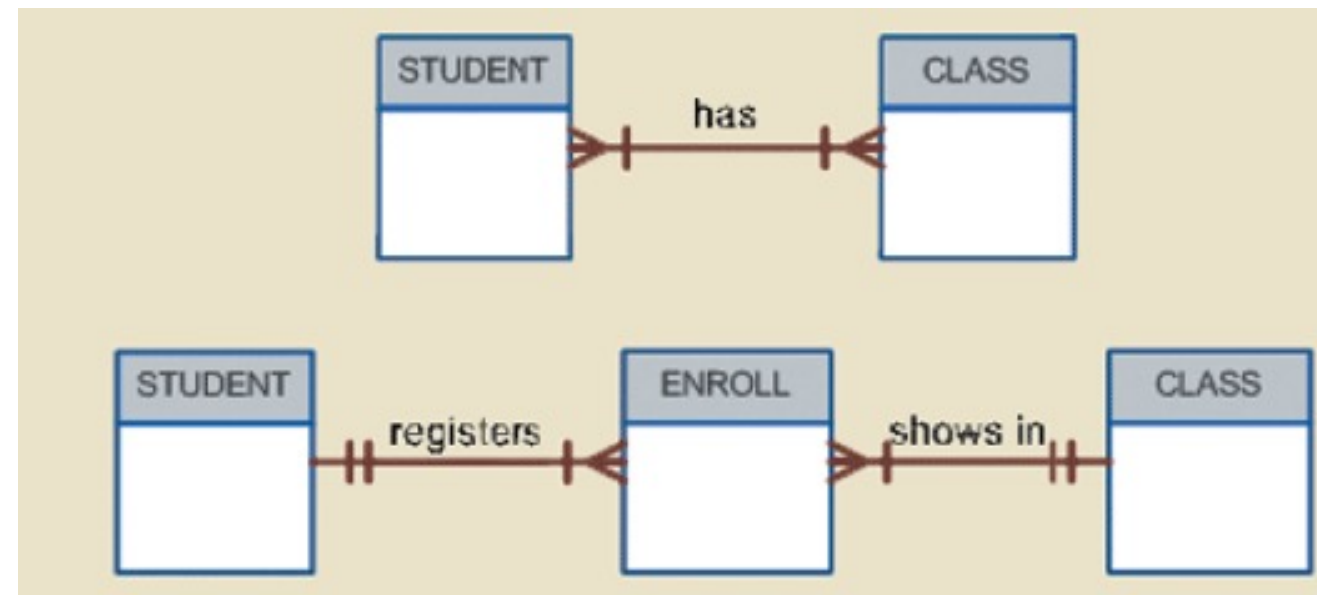 STUDENT
has
CLASS
STUDENT
registers
ENROLL
shows in
CLASS